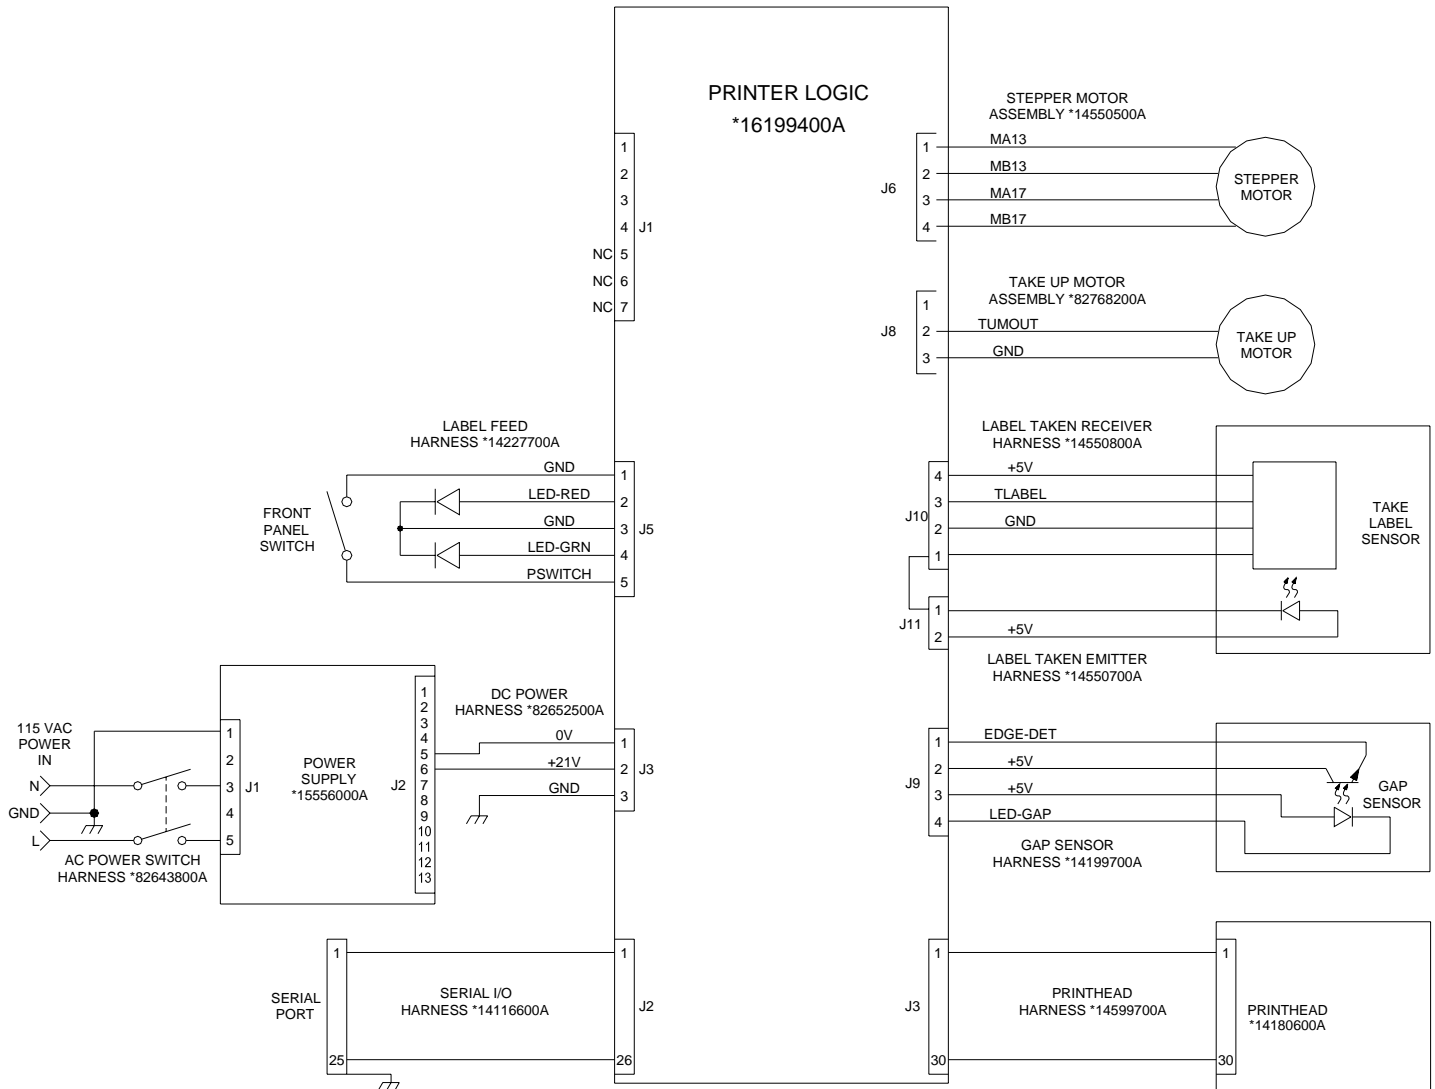 PRINTER LOGIC
*16199400A
1
2
3
4
NC 5
NC 6
NC 7
J1
STEPPER MOTOR
ASSEMBLY *14550500A
J6
1 MA13
2 MB13
3 MA17
4 MB17
STEPPER
MOTOR
TAKE UP MOTOR
ASSEMBLY *82768200A
J8
1
2 TUMOUT
3 GND
TAKE UP
MOTOR
LABEL FEED
HARNESS *14227700A
FRONT
PANEL
SWITCH
GND 1
LED-RED 2
GND 3
LED-GRN 4
PSWITCH 5
J5
LABEL TAKEN RECEIVER
HARNESS *14550800A
J10
4 +5V
3 TLABEL
2 GND
1
TAKE
LABEL
SENSOR
J11
1
2 +5V
LABEL TAKEN EMITTER
HARNESS *14550700A
115 VAC
POWER
IN
N
GND
L
AC POWER SWITCH
HARNESS *82643800A
1
2
3
4
5
J1
POWER
SUPPLY
*15556000A
J2
1
2
3
4
5
6
7
8
9
10
11
12
13
DC POWER
HARNESS *82652500A
0V 1
+21V 2
GND 3
J3
J9
1 EDGE-DET
2 +5V
3 +5V
4 LED-GAP
GAP
SENSOR
GAP SENSOR
HARNESS *14199700A
SERIAL
PORT
1
25
SERIAL I/O
HARNESS *14116600A
1
26
J2
J3
1
30
PRINTHEAD
HARNESS *14599700A
1
30
PRINTHEAD
*14180600A